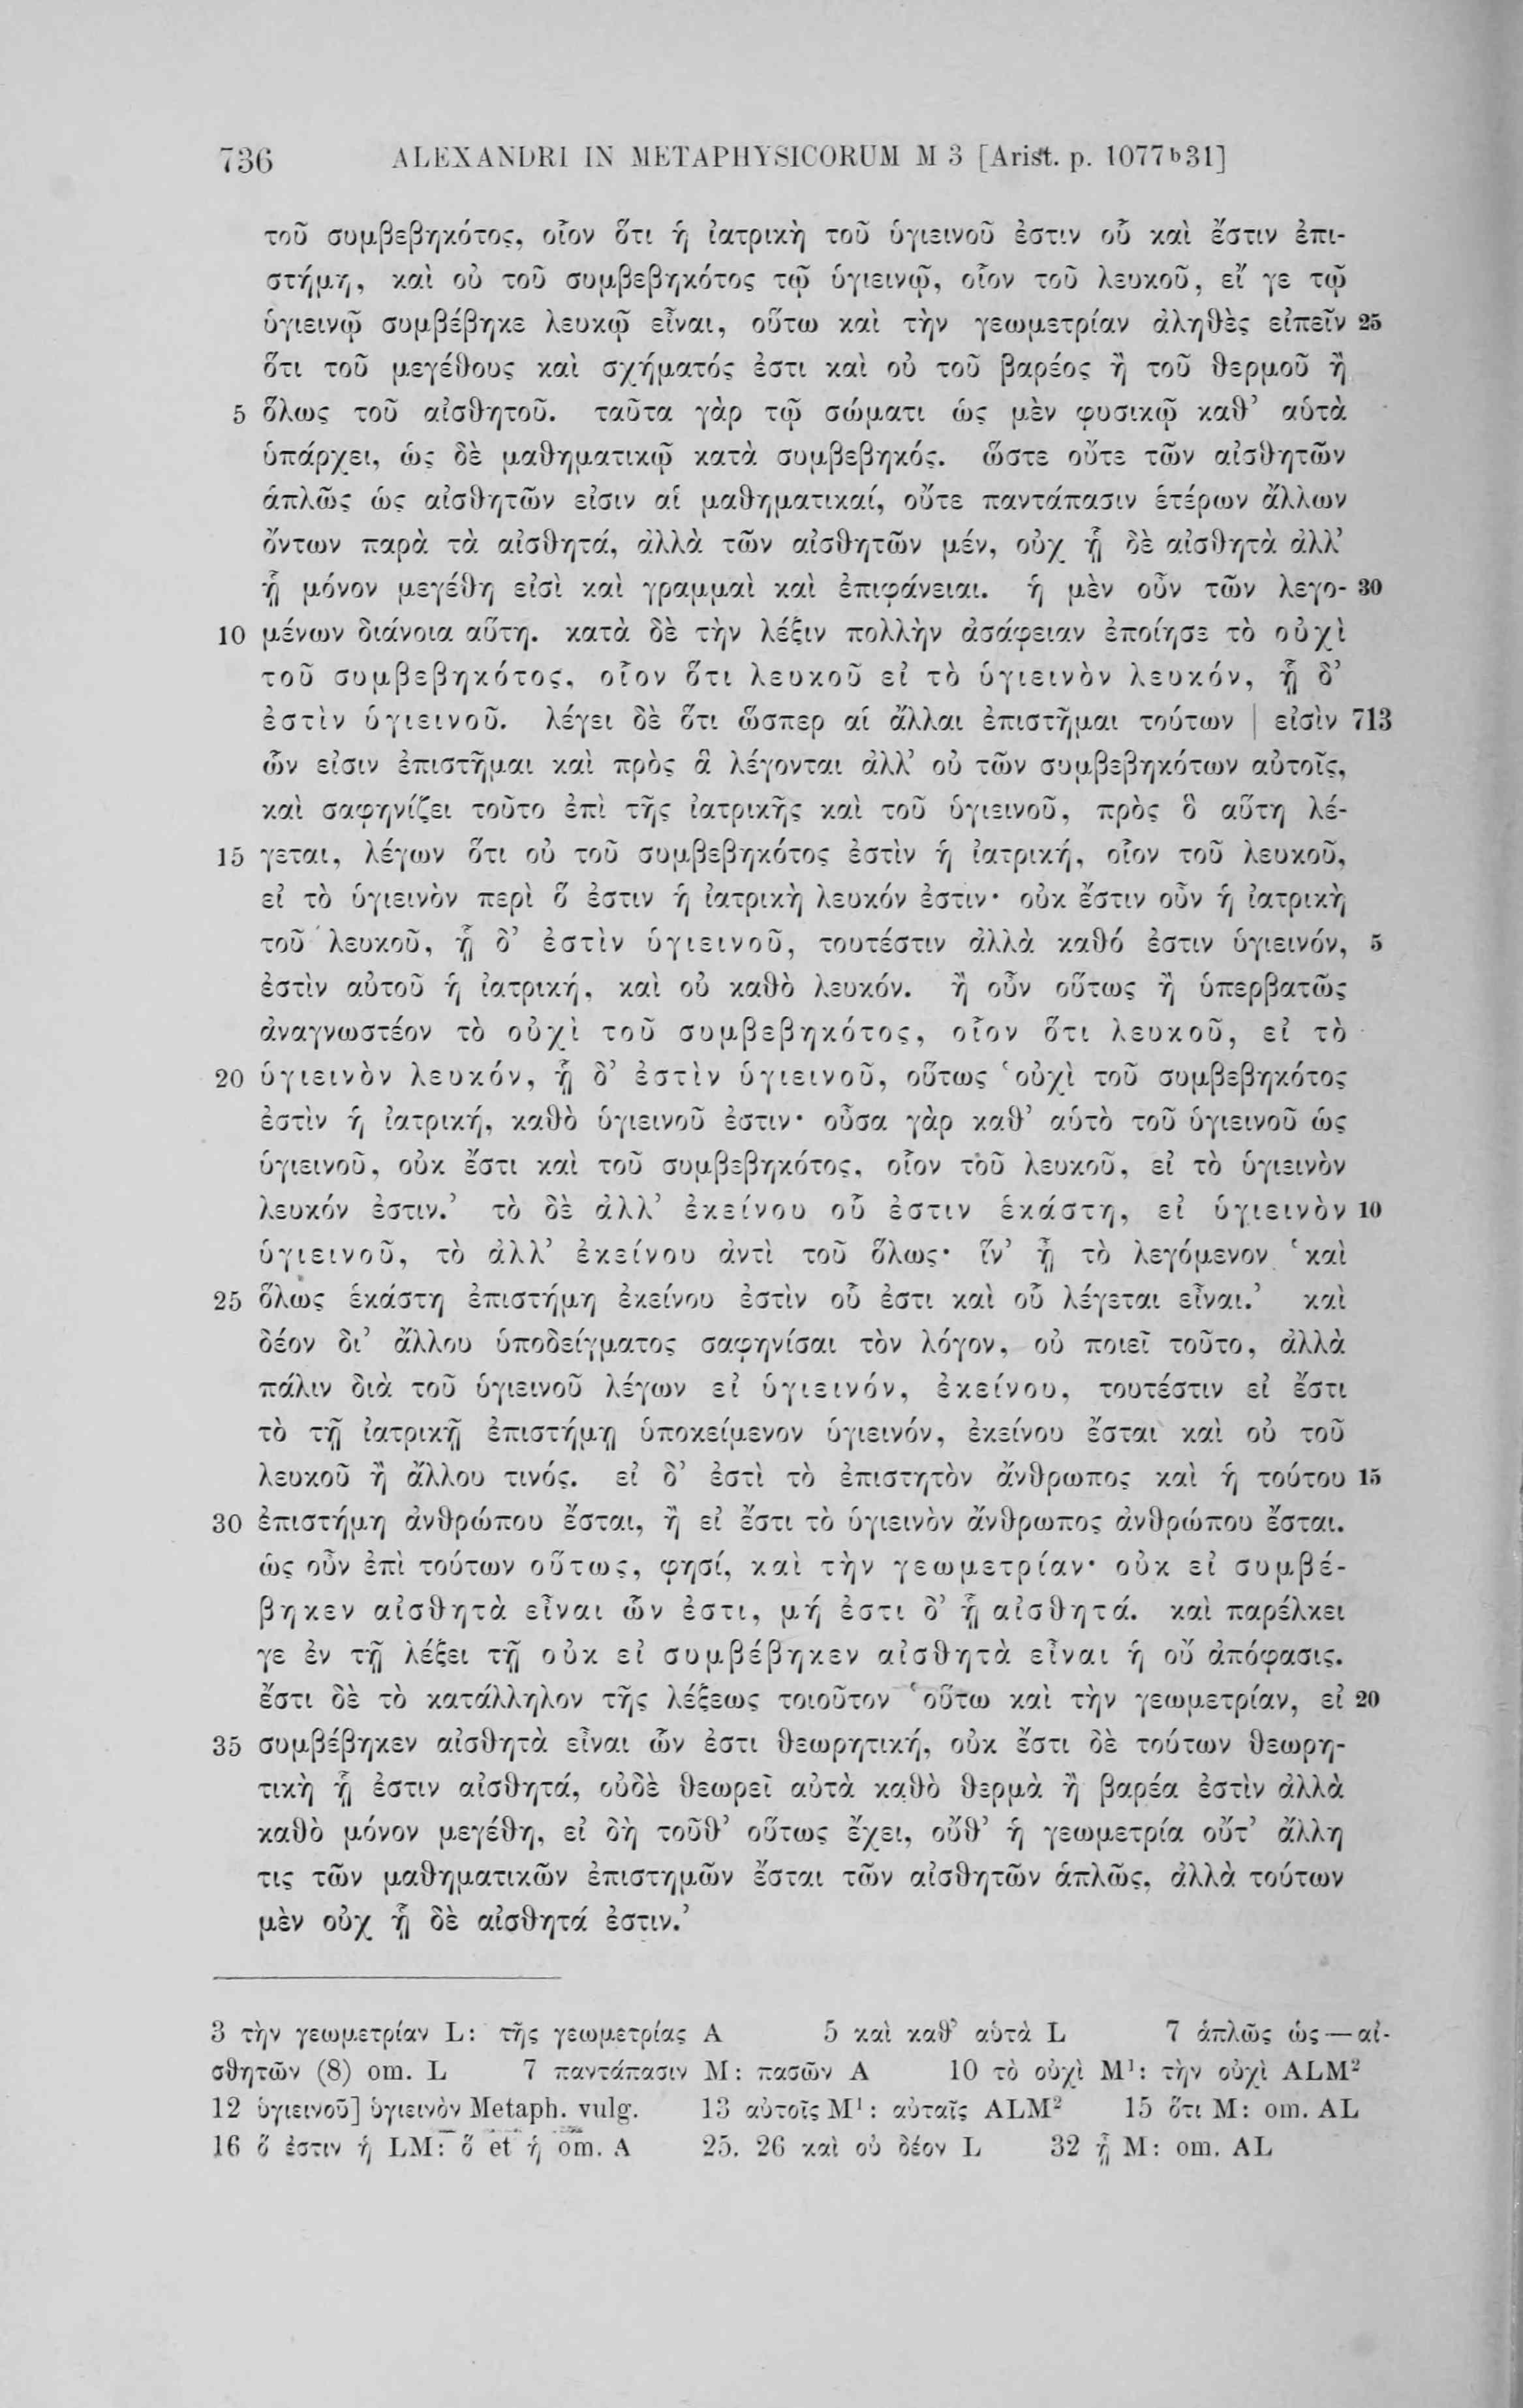 736 ALEXANDRI IN METAPHYSICORUM M 3 [Arist. p. 1077b31]
τοῦ συμβεβηκότος, οἷον ὅτι ἡ ἰατρικὴ τοῦ ὑγιεινοῦ ἐστιν οὗ καὶ ἔστιν ἐπι-
στήμη, καὶ οὐ τοῦ συμβεβηκότος τῷ ὑγιεινῷ, οἷον τοῦ λευκοῦ, εἴ γε τῷ
ὑγιεινῷ συμβέβηκε λευκῷ εἶναι, οὕτω καὶ τὴν γεωμετρίαν ἀληθὲς εἰπεῖν 25
ὅτι τοῦ μεγέθους καὶ σχήματός ἐστι καὶ οὐ τοῦ βαρέος ἢ τοῦ θερμοῦ ἢ
5 ὅλως τοῦ αἰσθητοῦ. ταῦτα γὰρ τῷ σώματι ὡς μὲν φυσικῷ καθ’ αὑτὰ
ὑπάρχει, ὡς δὲ μαθηματικῷ κατὰ συμβεβηκός. ὥστε οὔτε τῶν αἰσθητῶν
ἁπλῶς ὡς αἰσθητῶν εἰσιν αἱ μαθηματικαί, οὔτε παντάπασιν ἑτέρων ἄλλων
ὄντων παρὰ τὰ αἰσθητά, ἀλλὰ τῶν αἰσθητῶν μέν, οὐχ ᾗ δὲ αἰσθητὰ ἀλλ’
ᾗ μόνον μεγέθη εἰσὶ καὶ γραμμαὶ καὶ ἐπιφάνειαι. ἡ μὲν οὖν τῶν λεγο- 30
10 μένων διάνοια αὕτη. κατὰ δὲ τὴν λέξιν πολλὴν ἀσάφειαν ἐποίησε τὸ οὐχὶ
τοῦ συμβεβηκότος, οἷον ὅτι λευκοῦ εἰ τὸ ὑγιεινὸν λευκόν, ᾗ δ’
ἐστὶν ὑγιεινοῦ. λέγει δὲ ὅτι ὥσπερ αἱ ἄλλαι ἐπιστῆμαι τούτων | εἰσὶν 713
ὧν εἰσιν ἐπιστῆμαι καὶ πρὸς ἃ λέγονται ἀλλ’ οὐ τῶν συμβεβηκότων αὐτοῖς,
καὶ σαφηνίζει τοῦτο ἐπὶ τῆς ἰατρικῆς καὶ τοῦ ὑγιεινοῦ, πρὸς ὃ αὕτη λέ-
15 γεται, λέγων ὅτι οὐ τοῦ συμβεβηκότος ἐστὶν ἡ ἰατρική, οἷον τοῦ λευκοῦ,
εἰ τὸ ὑγιεινὸν περὶ ὅ ἐστιν ἡ ἰατρικὴ λευκόν ἐστιν· οὐκ ἔστιν οὖν ἡ ἰατρικὴ
τοῦ λευκοῦ, ᾗ δ’ ἐστὶν ὑγιεινοῦ, τουτέστιν ἀλλὰ καθό ἐστιν ὑγιεινόν, 5
ἐστὶν αὐτοῦ ἡ ἰατρική, καὶ οὐ καθὸ λευκόν. ἢ οὖν οὕτως ἢ ὑπερβατῶς
ἀναγνωστέον τὸ οὐχὶ τοῦ συμβεβηκότος, οἷον ὅτι λευκοῦ, εἰ τὸ
20 ὑγιεινὸν λευκόν, ᾗ δ’ ἐστὶν ὑγιεινοῦ, οὕτως ‘οὐχὶ τοῦ συμβεβηκότος
ἐστὶν ἡ ἰατρική, καθὸ ὑγιεινοῦ ἐστιν· οὖσα γὰρ καθ’ αὑτὸ τοῦ ὑγιεινοῦ ὡς
ὑγιεινοῦ, οὐκ ἔστι καὶ τοῦ συμβεβηκότος, οἷον τοῦ λευκοῦ, εἰ τὸ ὑγιεινὸν
λευκόν ἐστιν.’ τὸ δὲ ἀλλ’ ἐκείνου οὗ ἐστιν ἑκάστη, εἰ ὑγιεινὸν 10
ὑγιεινοῦ, τὸ ἀλλ’ ἐκείνου ἀντὶ τοῦ ὅλως· ἵν’ ᾖ τὸ λεγόμενον ‘καὶ
25 ὅλως ἑκάστη ἐπιστήμη ἐκείνου ἐστὶν οὗ ἐστι καὶ οὗ λέγεται εἶναι.’ καὶ
δέον δι’ ἄλλου ὑποδείγματος σαφηνίσαι τὸν λόγον, οὐ ποιεῖ τοῦτο, ἀλλὰ
πάλιν διὰ τοῦ ὑγιεινοῦ λέγων εἰ ὑγιεινόν, ἐκείνου, τουτέστιν εἰ ἔστι
τὸ τῇ ἰατρικῇ ἐπιστήμῃ ὑποκείμενον ὑγιεινόν, ἐκείνου ἔσται καὶ οὐ τοῦ
λευκοῦ ἢ ἄλλου τινός. εἰ δ’ ἐστὶ τὸ ἐπιστητὸν ἄνθρωπος καὶ ἡ τούτου 15
30 ἐπιστήμη ἀνθρώπου ἔσται, ἢ εἰ ἔστι τὸ ὑγιεινὸν ἄνθρωπος ἀνθρώπου ἔσται.
ὡς οὖν ἐπὶ τούτων οὕτως, φησί, καὶ τὴν γεωμετρίαν· οὐκ εἰ συμβέ-
βηκεν αἰσθητὰ εἶναι ὧν ἐστι, μή ἐστι δ’ ᾗ αἰσθητά. καὶ παρέλκει
γε ἐν τῇ λέξει τῇ οὐκ εἰ συμβέβηκεν αἰσθητὰ εἶναι ἡ οὔ ἀπόφασις.
ἔστι δὲ τὸ κατάλληλον τῆς λέξεως τοιοῦτον ‘οὕτω καὶ τὴν γεωμετρίαν, εἰ 20
35 συμβέβηκεν αἰσθητὰ εἶναι ὧν ἐστι θεωρητική, οὐκ ἔστι δὲ τούτων θεωρη-
τικὴ ᾗ ἐστιν αἰσθητά, οὐδὲ θεωρεῖ αὐτὰ καθὸ θερμὰ ἢ βαρέα ἐστὶν ἀλλὰ
καθὸ μόνον μεγέθη, εἰ δὴ τοῦθ’ οὕτως ἔχει, οὔθ’ ἡ γεωμετρία οὔτ’ ἄλλη
τις τῶν μαθηματικῶν ἐπιστημῶν ἔσται τῶν αἰσθητῶν ἁπλῶς, ἀλλὰ τούτων
μὲν οὐχ ᾗ δὲ αἰσθητά ἐστιν.’
3 τὴν γεωμετρίαν L: τῆς γεωμετρίας A 5 καὶ καθ’ αὑτὰ L 7 ἁπλῶς ὡς — αἰ-
σθητῶν (8) om. L 7 παντάπασιν M: πασῶν A 10 τὸ οὐχὶ M¹: τὴν οὐχὶ ALM²
12 ὑγιεινοῦ] ὑγιεινὸν Metaph. vulg. 13 αὐτοῖς M¹: αὐταῖς ALM² 15 ὅτι M: om. AL
16 ὅ ἐστιν ἡ LM: ὅ et ἡ om. A 25. 26 καὶ οὐ δέον L 32 ᾗ M: om. AL